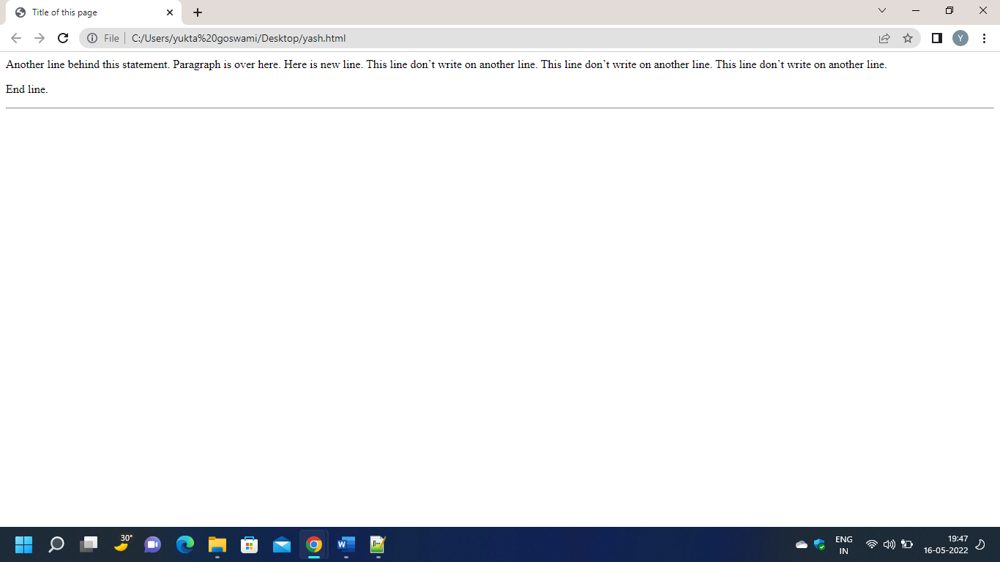 Title of this page
File C:/Users/yukta%20goswami/Desktop/yash.html
Y
Another line behind this statement. Paragraph is over here. Here is new line. This line don’t write on another line. This line don’t write on another line. This line don’t write on another line.
End line.
30°
W
ENG
IN
19:47
16-05-2022